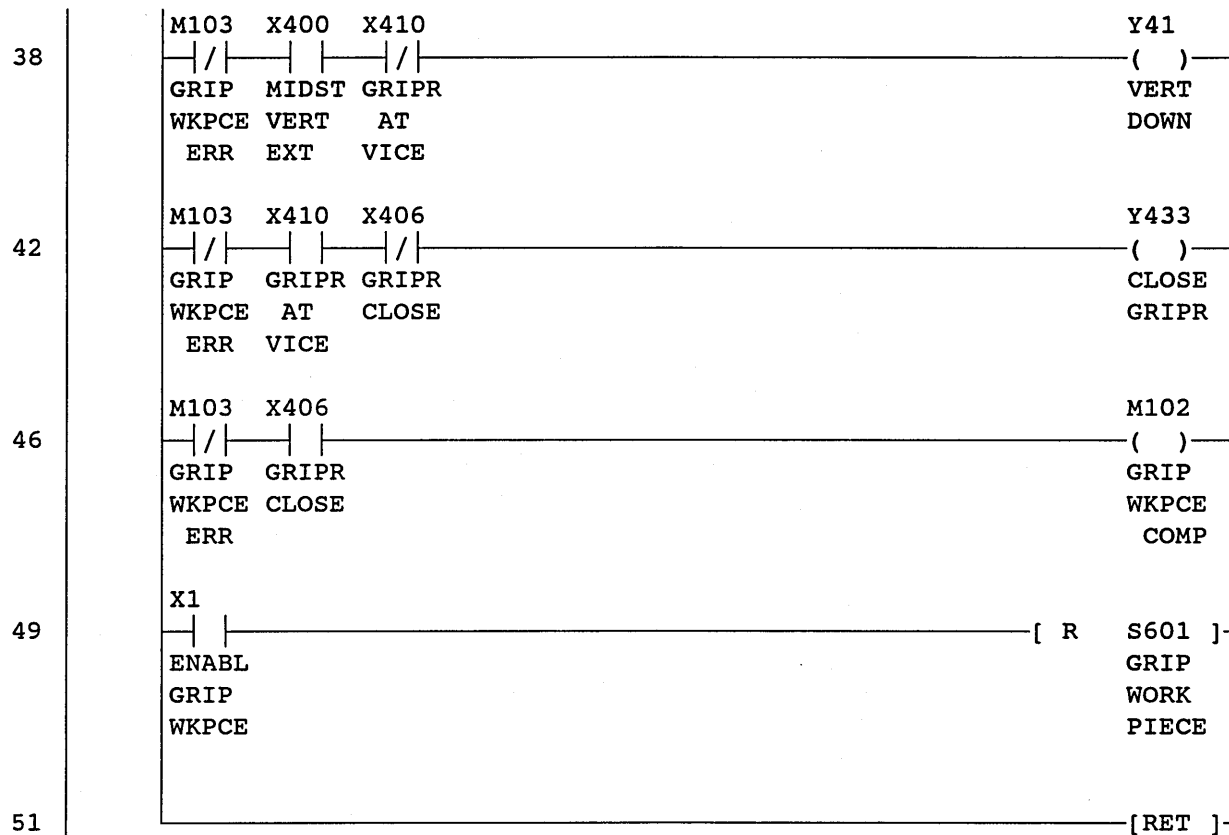 M103 X400 X410 Y41
38 ( )
GRIP MIDST GRIPR VERT
WKPCE VERT AT DOWN
ERR EXT VICE
M103 X410 X406 Y433
42 ( )
GRIP GRIPR GRIPR CLOSE
WKPCE AT CLOSE GRIPR
ERR VICE
M103 X406 M102
46 ( )
GRIP GRIPR GRIP
WKPCE CLOSE WKPCE
ERR COMP
X1
49 [ R S601 ]
ENABL GRIP
GRIP WORK
WKPCE PIECE
51 [RET ]